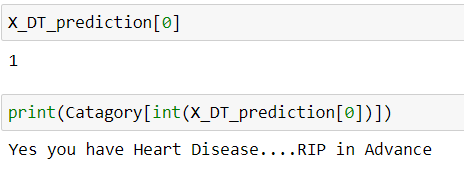 X_DT_prediction[0]
1
print(Catagory[int(X_DT_prediction[0])])
Yes you have Heart Disease....RIP in Advance